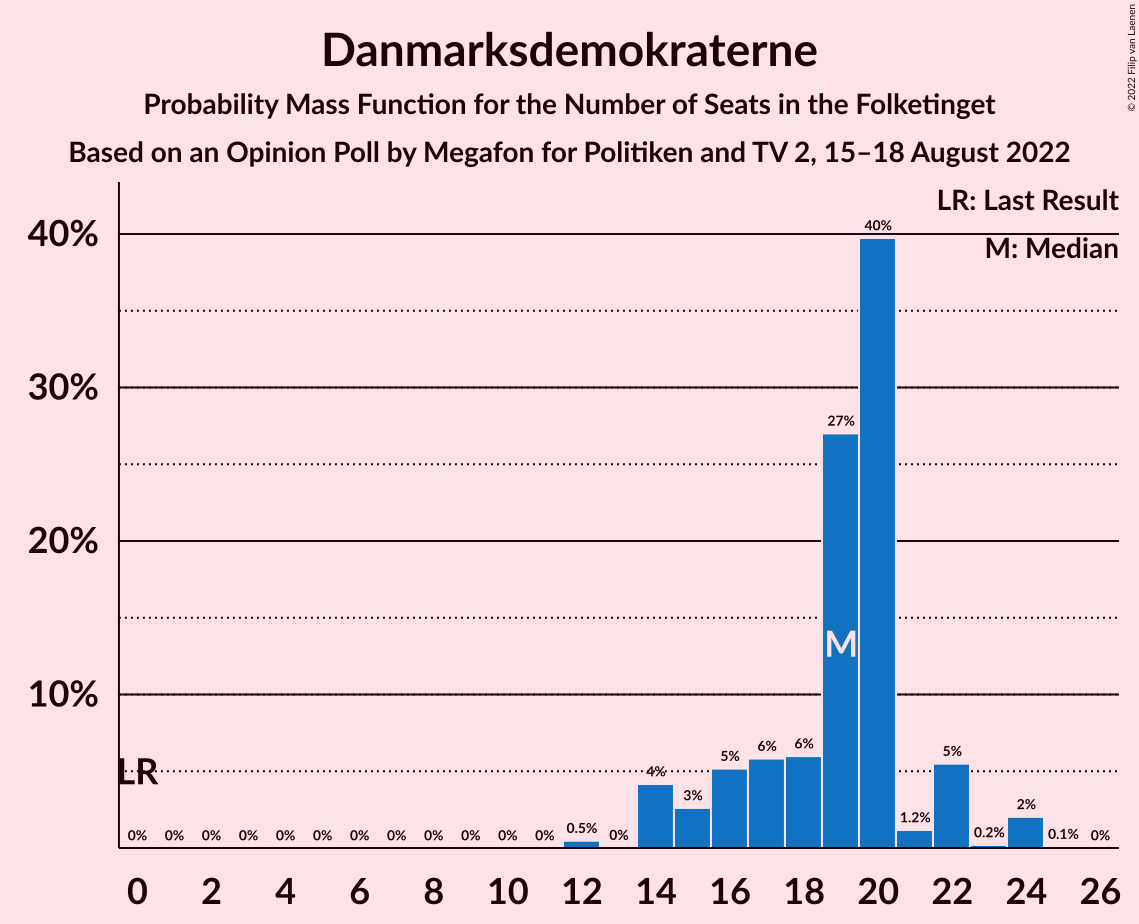 Danmarksdemokraterne
Probability Mass Function for the Number of Seats in the Folketinget
Based on an Opinion Poll by Megafon for Politiken and TV 2, 15–18 August 2022
© 2022 Filip van Laenen
LR: Last Result
M: Median
40%
30%
20%
10%
LR
M
0% 0% 0% 0% 0% 0% 0% 0% 0% 0% 0% 0% 0.5% 0% 4% 3% 5% 6% 6% 27% 40% 1.2% 5% 0.2% 2% 0.1% 0%
0 2 4 6 8 10 12 14 16 18 20 22 24 26